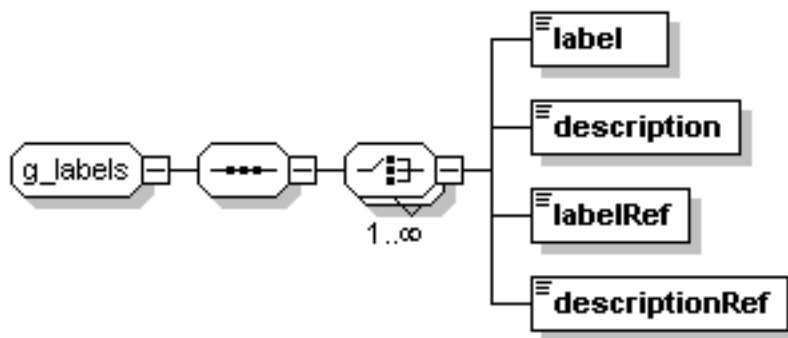 label
description
g_labels
1..∞
labelRef
descriptionRef